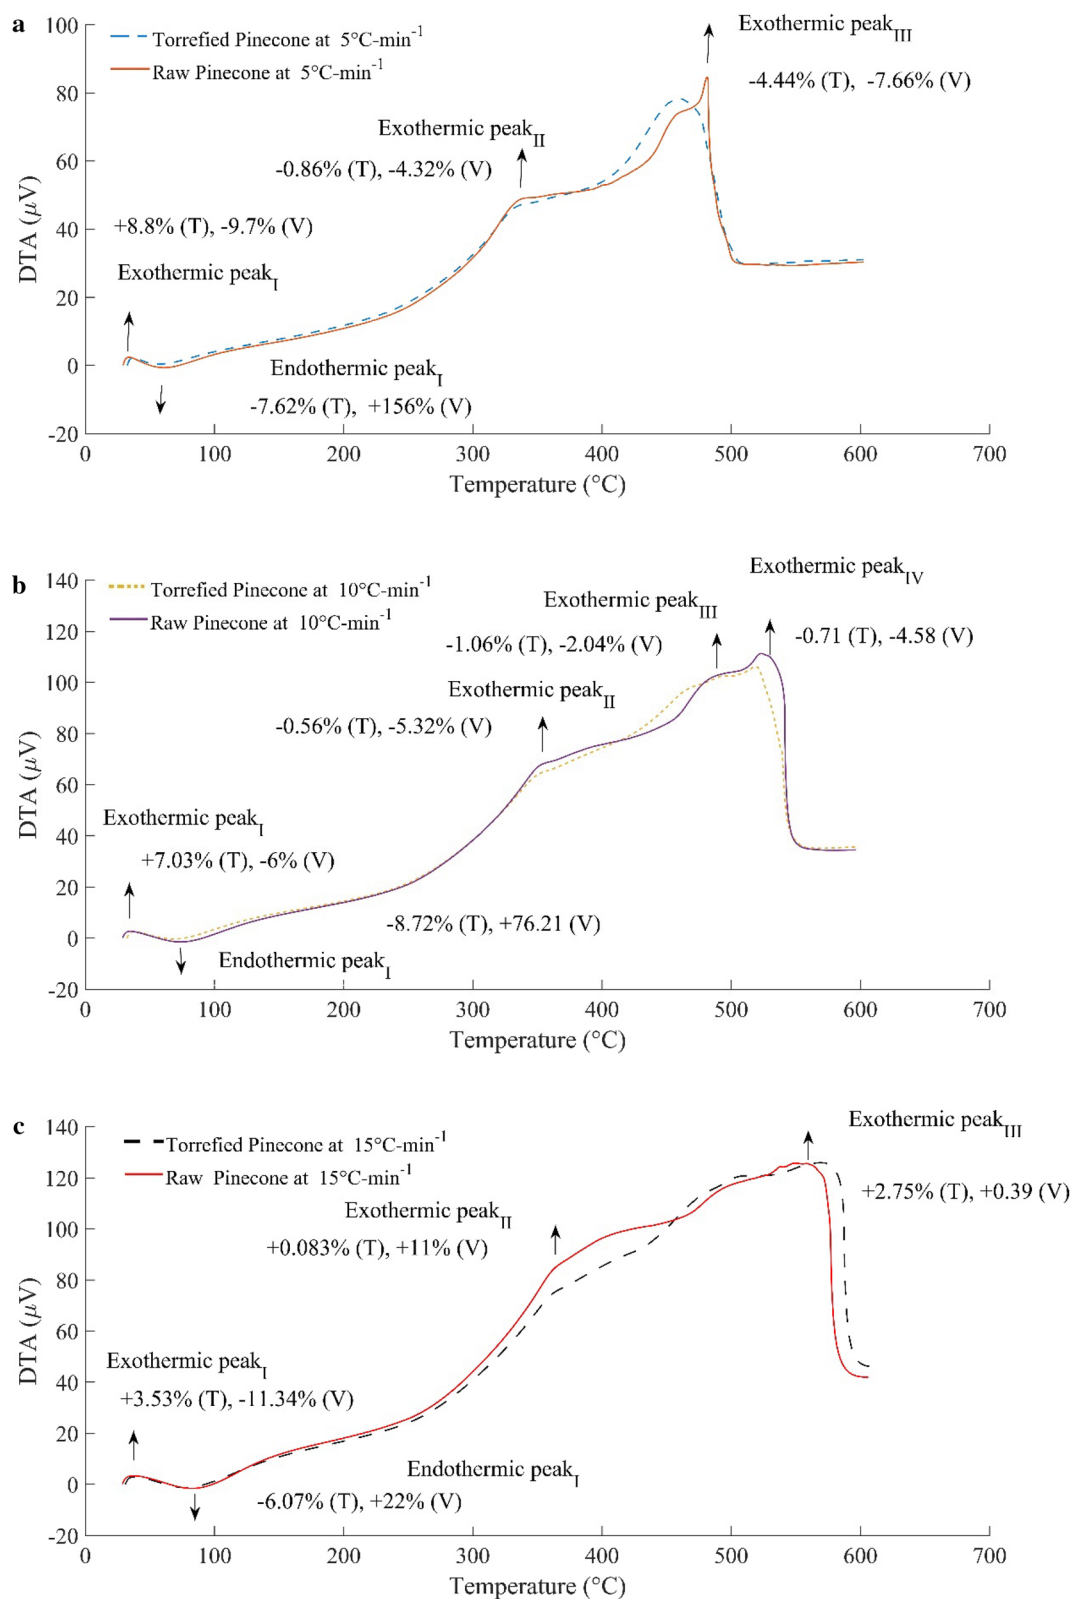 a
Torrefied Pinecone at 5°C-min-1
Raw Pinecone at 5°C-min-1
Exothermic peakIII
-4.44% (T), -7.66% (V)
Exothermic peakII
-0.86% (T), -4.32% (V)
+8.8% (T), -9.7% (V)
Exothermic peakI
Endothermic peakI
-7.62% (T), +156% (V)
DTA (μV)
100
80
60
40
20
0
-20
0 100 200 300 400 500 600 700
Temperature (°C)
b
Torrefied Pinecone at 10°C-min-1
Raw Pinecone at 10°C-min-1
Exothermic peakIV
-0.71 (T), -4.58 (V)
Exothermic peakIII
-1.06% (T), -2.04% (V)
Exothermic peakII
-0.56% (T), -5.32% (V)
Exothermic peakI
+7.03% (T), -6% (V)
-8.72% (T), +76.21 (V)
Endothermic peakI
DTA (μV)
140
120
100
80
60
40
20
0
-20
0 100 200 300 400 500 600 700
Temperature (°C)
c
Torrefied Pinecone at 15°C-min-1
Raw Pinecone at 15°C-min-1
Exothermic peakIII
+2.75% (T), +0.39 (V)
Exothermic peakII
+0.083% (T), +11% (V)
Exothermic peakI
+3.53% (T), -11.34% (V)
Endothermic peakI
-6.07% (T), +22% (V)
DTA (μV)
140
120
100
80
60
40
20
0
-20
0 100 200 300 400 500 600 700
Temperature (°C)